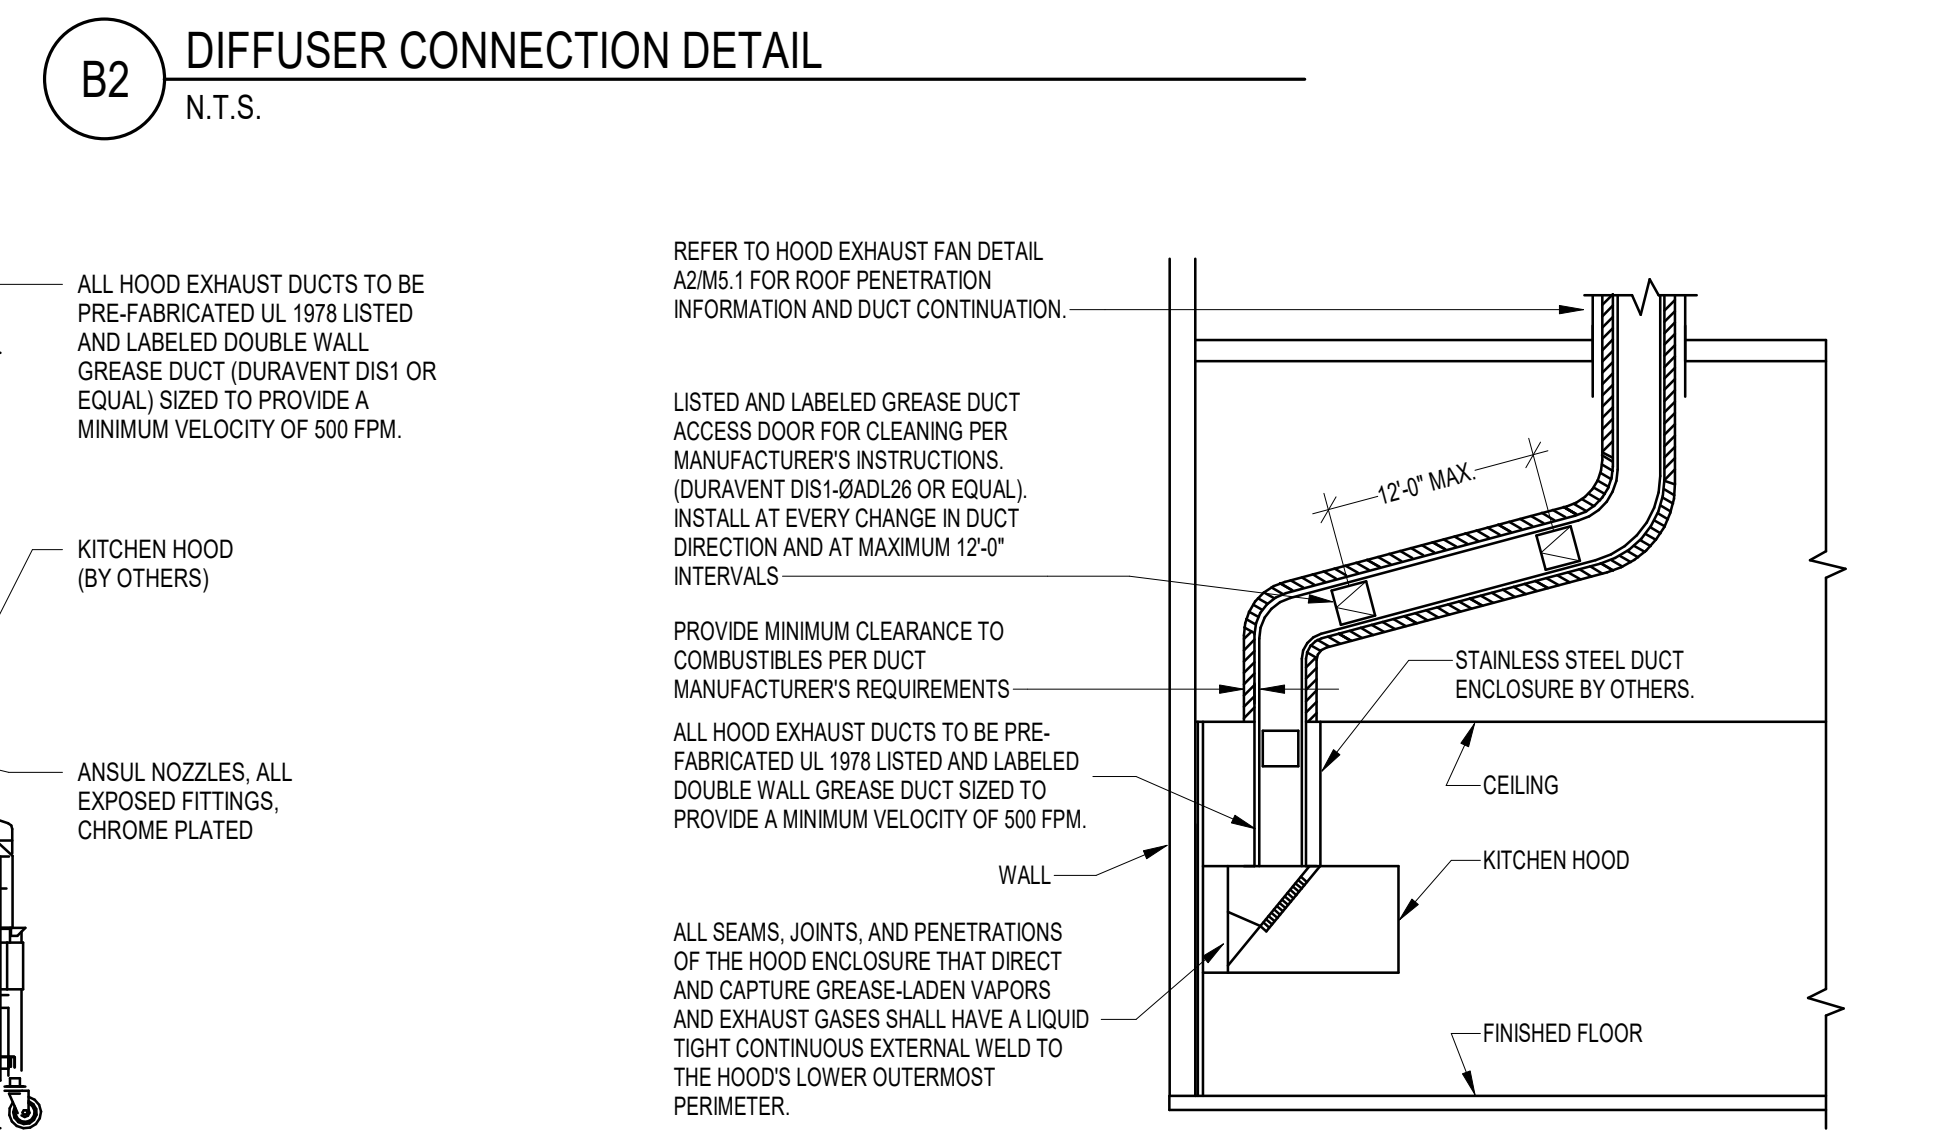 B2
DIFFUSER CONNECTION DETAIL
N.T.S.
ALL HOOD EXHAUST DUCTS TO BE
PRE-FABRICATED UL 1978 LISTED
AND LABELED DOUBLE WALL
GREASE DUCT (DURAVENT DIS1 OR
EQUAL) SIZED TO PROVIDE A
MINIMUM VELOCITY OF 500 FPM.
KITCHEN HOOD
(BY OTHERS)
ANSUL NOZZLES, ALL
EXPOSED FITTINGS,
CHROME PLATED
REFER TO HOOD EXHAUST FAN DETAIL
A2/M5.1 FOR ROOF PENETRATION
INFORMATION AND DUCT CONTINUATION.
LISTED AND LABELED GREASE DUCT
ACCESS DOOR FOR CLEANING PER
MANUFACTURER'S INSTRUCTIONS.
(DURAVENT DIS1-ØADL26 OR EQUAL).
INSTALL AT EVERY CHANGE IN DUCT
DIRECTION AND AT MAXIMUM 12'-0"
INTERVALS
PROVIDE MINIMUM CLEARANCE TO
COMBUSTIBLES PER DUCT
MANUFACTURER'S REQUIREMENTS
ALL HOOD EXHAUST DUCTS TO BE PRE-
FABRICATED UL 1978 LISTED AND LABELED
DOUBLE WALL GREASE DUCT SIZED TO
PROVIDE A MINIMUM VELOCITY OF 500 FPM.
WALL
ALL SEAMS, JOINTS, AND PENETRATIONS
OF THE HOOD ENCLOSURE THAT DIRECT
AND CAPTURE GREASE-LADEN VAPORS
AND EXHAUST GASES SHALL HAVE A LIQUID
TIGHT CONTINUOUS EXTERNAL WELD TO
THE HOOD'S LOWER OUTERMOST
PERIMETER.
12'-0" MAX.
STAINLESS STEEL DUCT
ENCLOSURE BY OTHERS.
CEILING
KITCHEN HOOD
FINISHED FLOOR